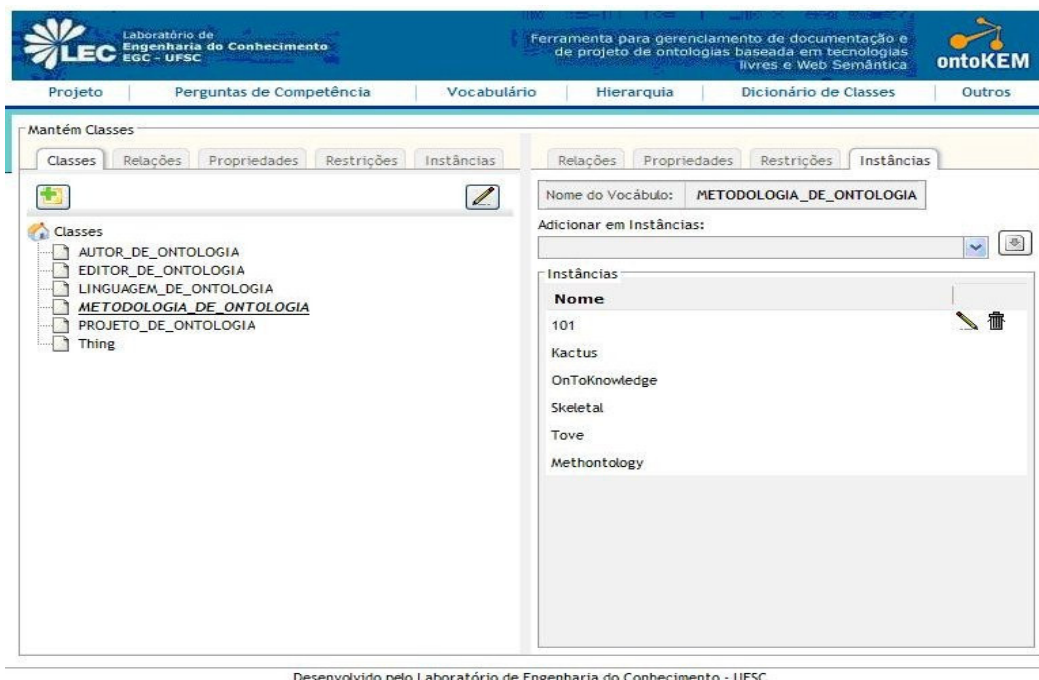 LEC
Laboratório de
Engenharia do Conhecimento
EGC - UFSC
Ferramenta para gerenciamento de documentação e
de projeto de ontologias baseada em tecnologias
livres e Web Semântica
ontoKEM
Projeto Perguntas de Competência Vocabulário Hierarquia Dicionário de Classes Outros
Mantém Classes
Classes Relações Propriedades Restrições Instâncias
Classes
AUTOR_DE_ONTOLOGIA
EDITOR_DE_ONTOLOGIA
LINGUAGEM_DE_ONTOLOGIA
METODOLOGIA_DE_ONTOLOGIA
PROJETO_DE_ONTOLOGIA
Thing
Relações Propriedades Restrições Instâncias
Nome do Vocábulo: METODOLOGIA_DE_ONTOLOGIA
Adicionar em Instâncias:
Instâncias
Nome
101
Kactus
OnToKnowledge
Skeletal
Tove
Methontology
Desenvolvido pelo Laboratório de Engenharia do Conhecimento - UFSC